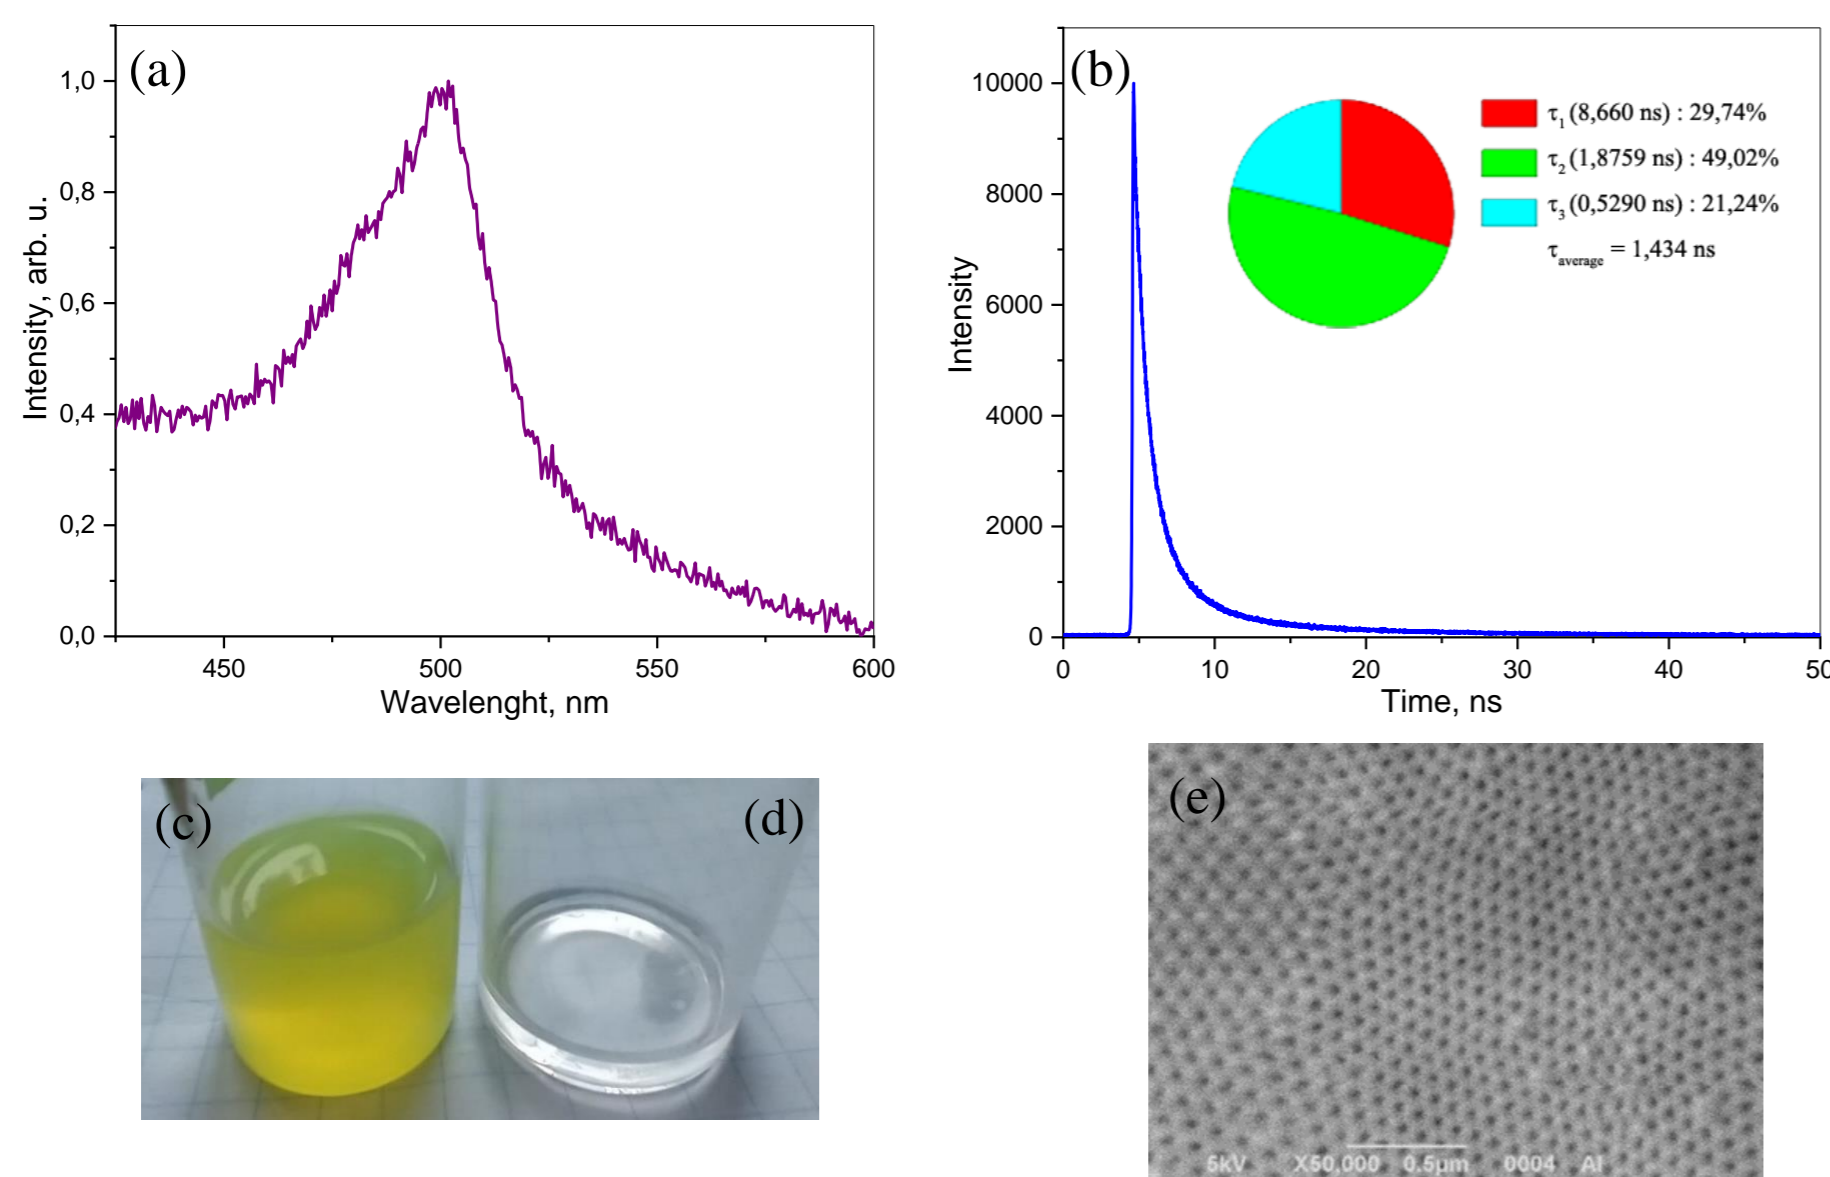 (a)
Intensity, arb. u.
1,0
0,8
0,6
0,4
0,2
0,0
450 500 550 600
Wavelenght, nm
(b)
Intensity
10000
8000
6000
4000
2000
0
0 10 20 30 40 50
Time, ns
τ1 (8,660 ns) : 29,74%
τ2 (1,8759 ns) : 49,02%
τ3 (0,5290 ns) : 21,24%
τaverage = 1,434 ns
(c)
(d)
(e)
5kV X50,000 0.5µm 0004 Al